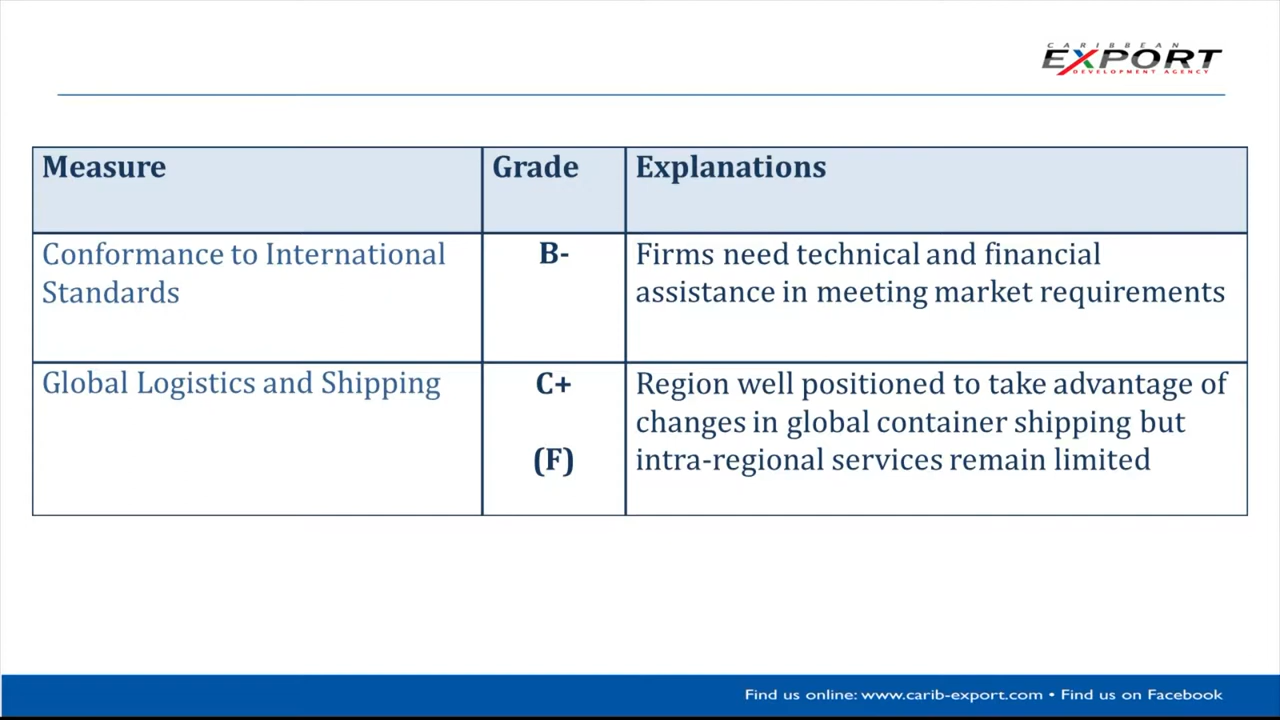 CARIBBEAN
EXPORT
DEVELOPMENT AGENCY
Measure
Grade
Explanations
Conformance to International
Standards
B-
Firms need technical and financial
assistance in meeting market requirements
Global Logistics and Shipping
C+
(F)
Region well positioned to take advantage of
changes in global container shipping but
intra-regional services remain limited
Find us online: www.carib-export.com • Find us on Facebook